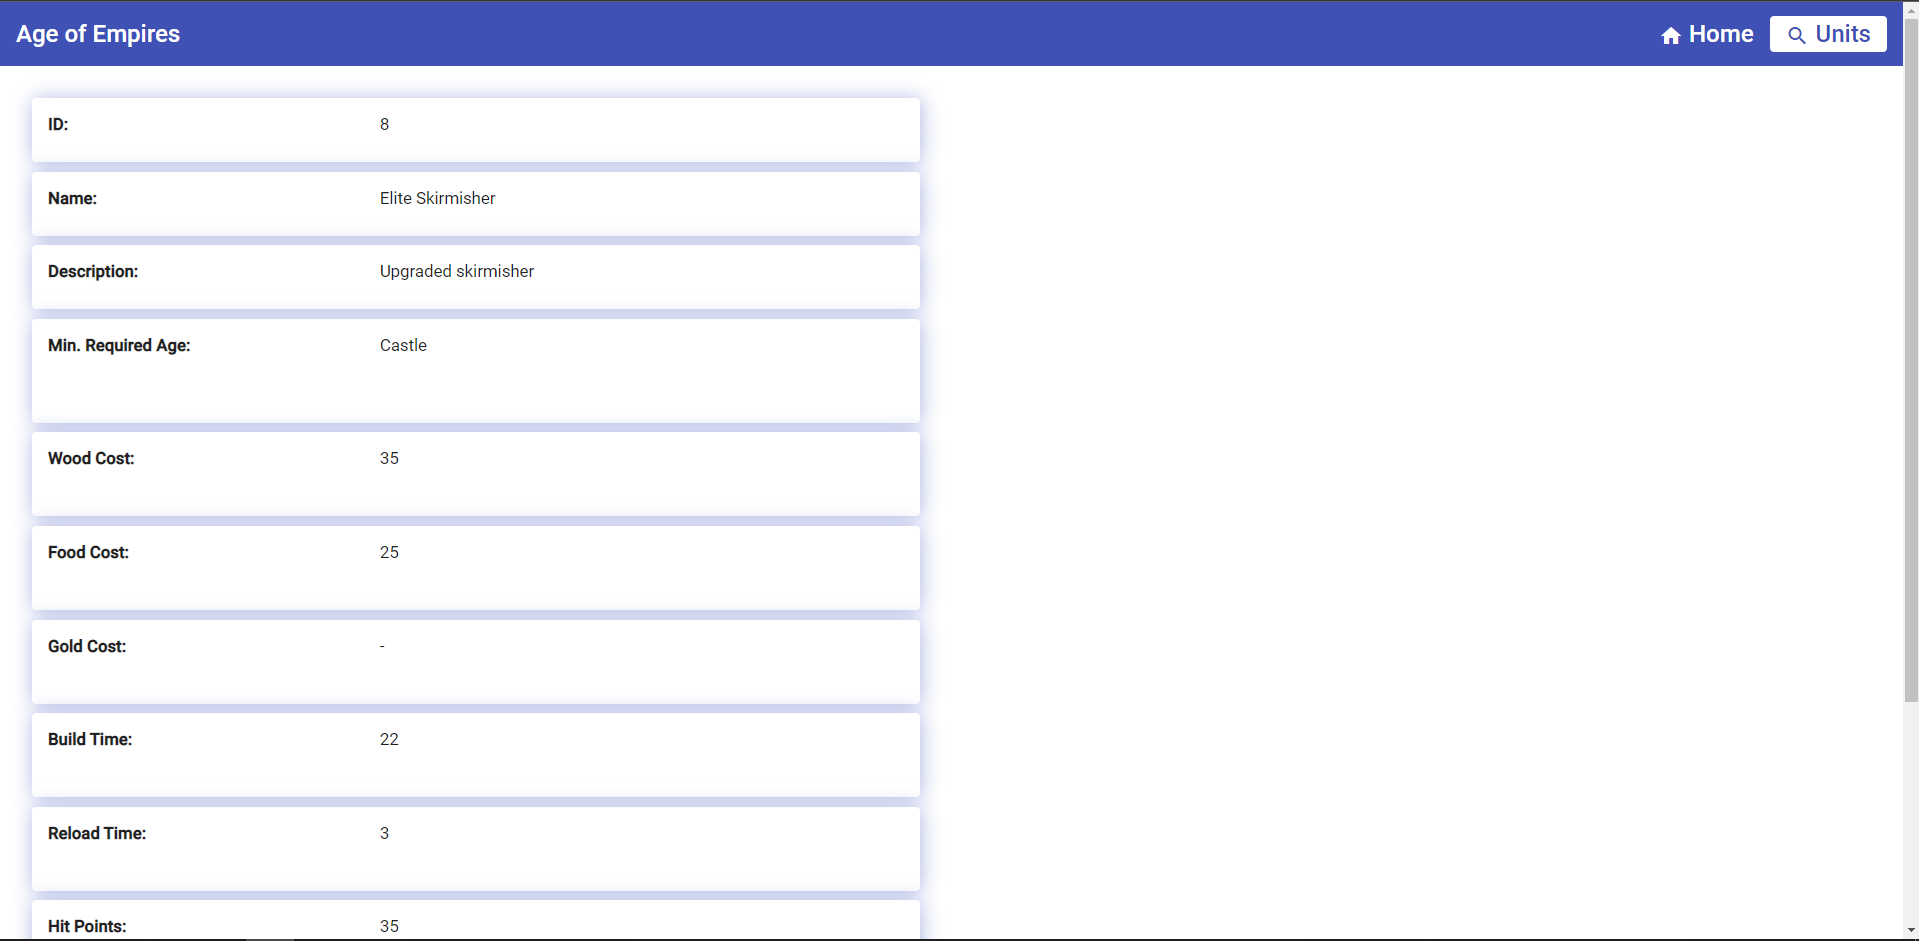 Age of Empires Home Units
ID: 8
Name: Elite Skirmisher
Description: Upgraded skirmisher
Min. Required Age: Castle
Wood Cost: 35
Food Cost: 25
Gold Cost: -
Build Time: 22
Reload Time: 3
Hit Points: 35